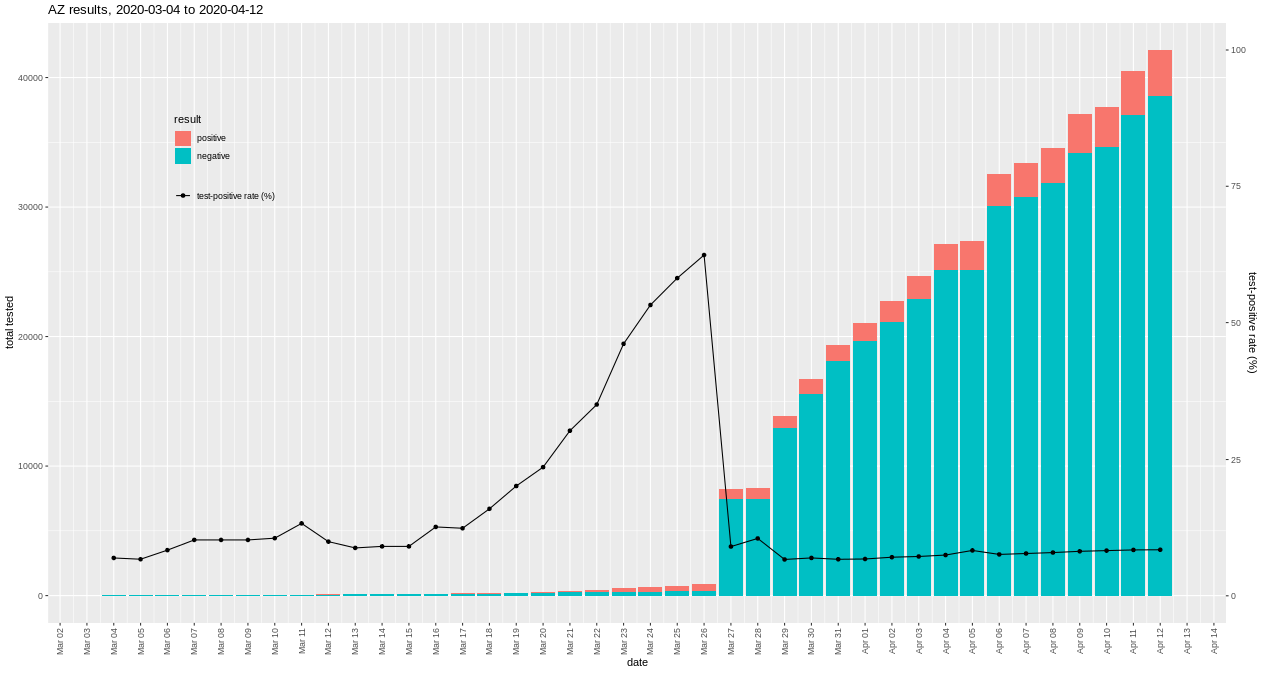 AZ results, 2020-03-04 to 2020-04-12
total tested
40000
30000
20000
10000
0
result
positive
negative
test-positive rate (%)
100
75
50
25
0
test-positive rate (%)
Mar 02
Mar 03
Mar 04
Mar 05
Mar 06
Mar 07
Mar 08
Mar 09
Mar 10
Mar 11
Mar 12
Mar 13
Mar 14
Mar 15
Mar 16
Mar 17
Mar 18
Mar 19
Mar 20
Mar 21
Mar 22
Mar 23
Mar 24
Mar 25
Mar 26
Mar 27
Mar 28
Mar 29
Mar 30
Mar 31
Apr 01
Apr 02
Apr 03
Apr 04
Apr 05
Apr 06
Apr 07
Apr 08
Apr 09
Apr 10
Apr 11
Apr 12
Apr 13
Apr 14
date